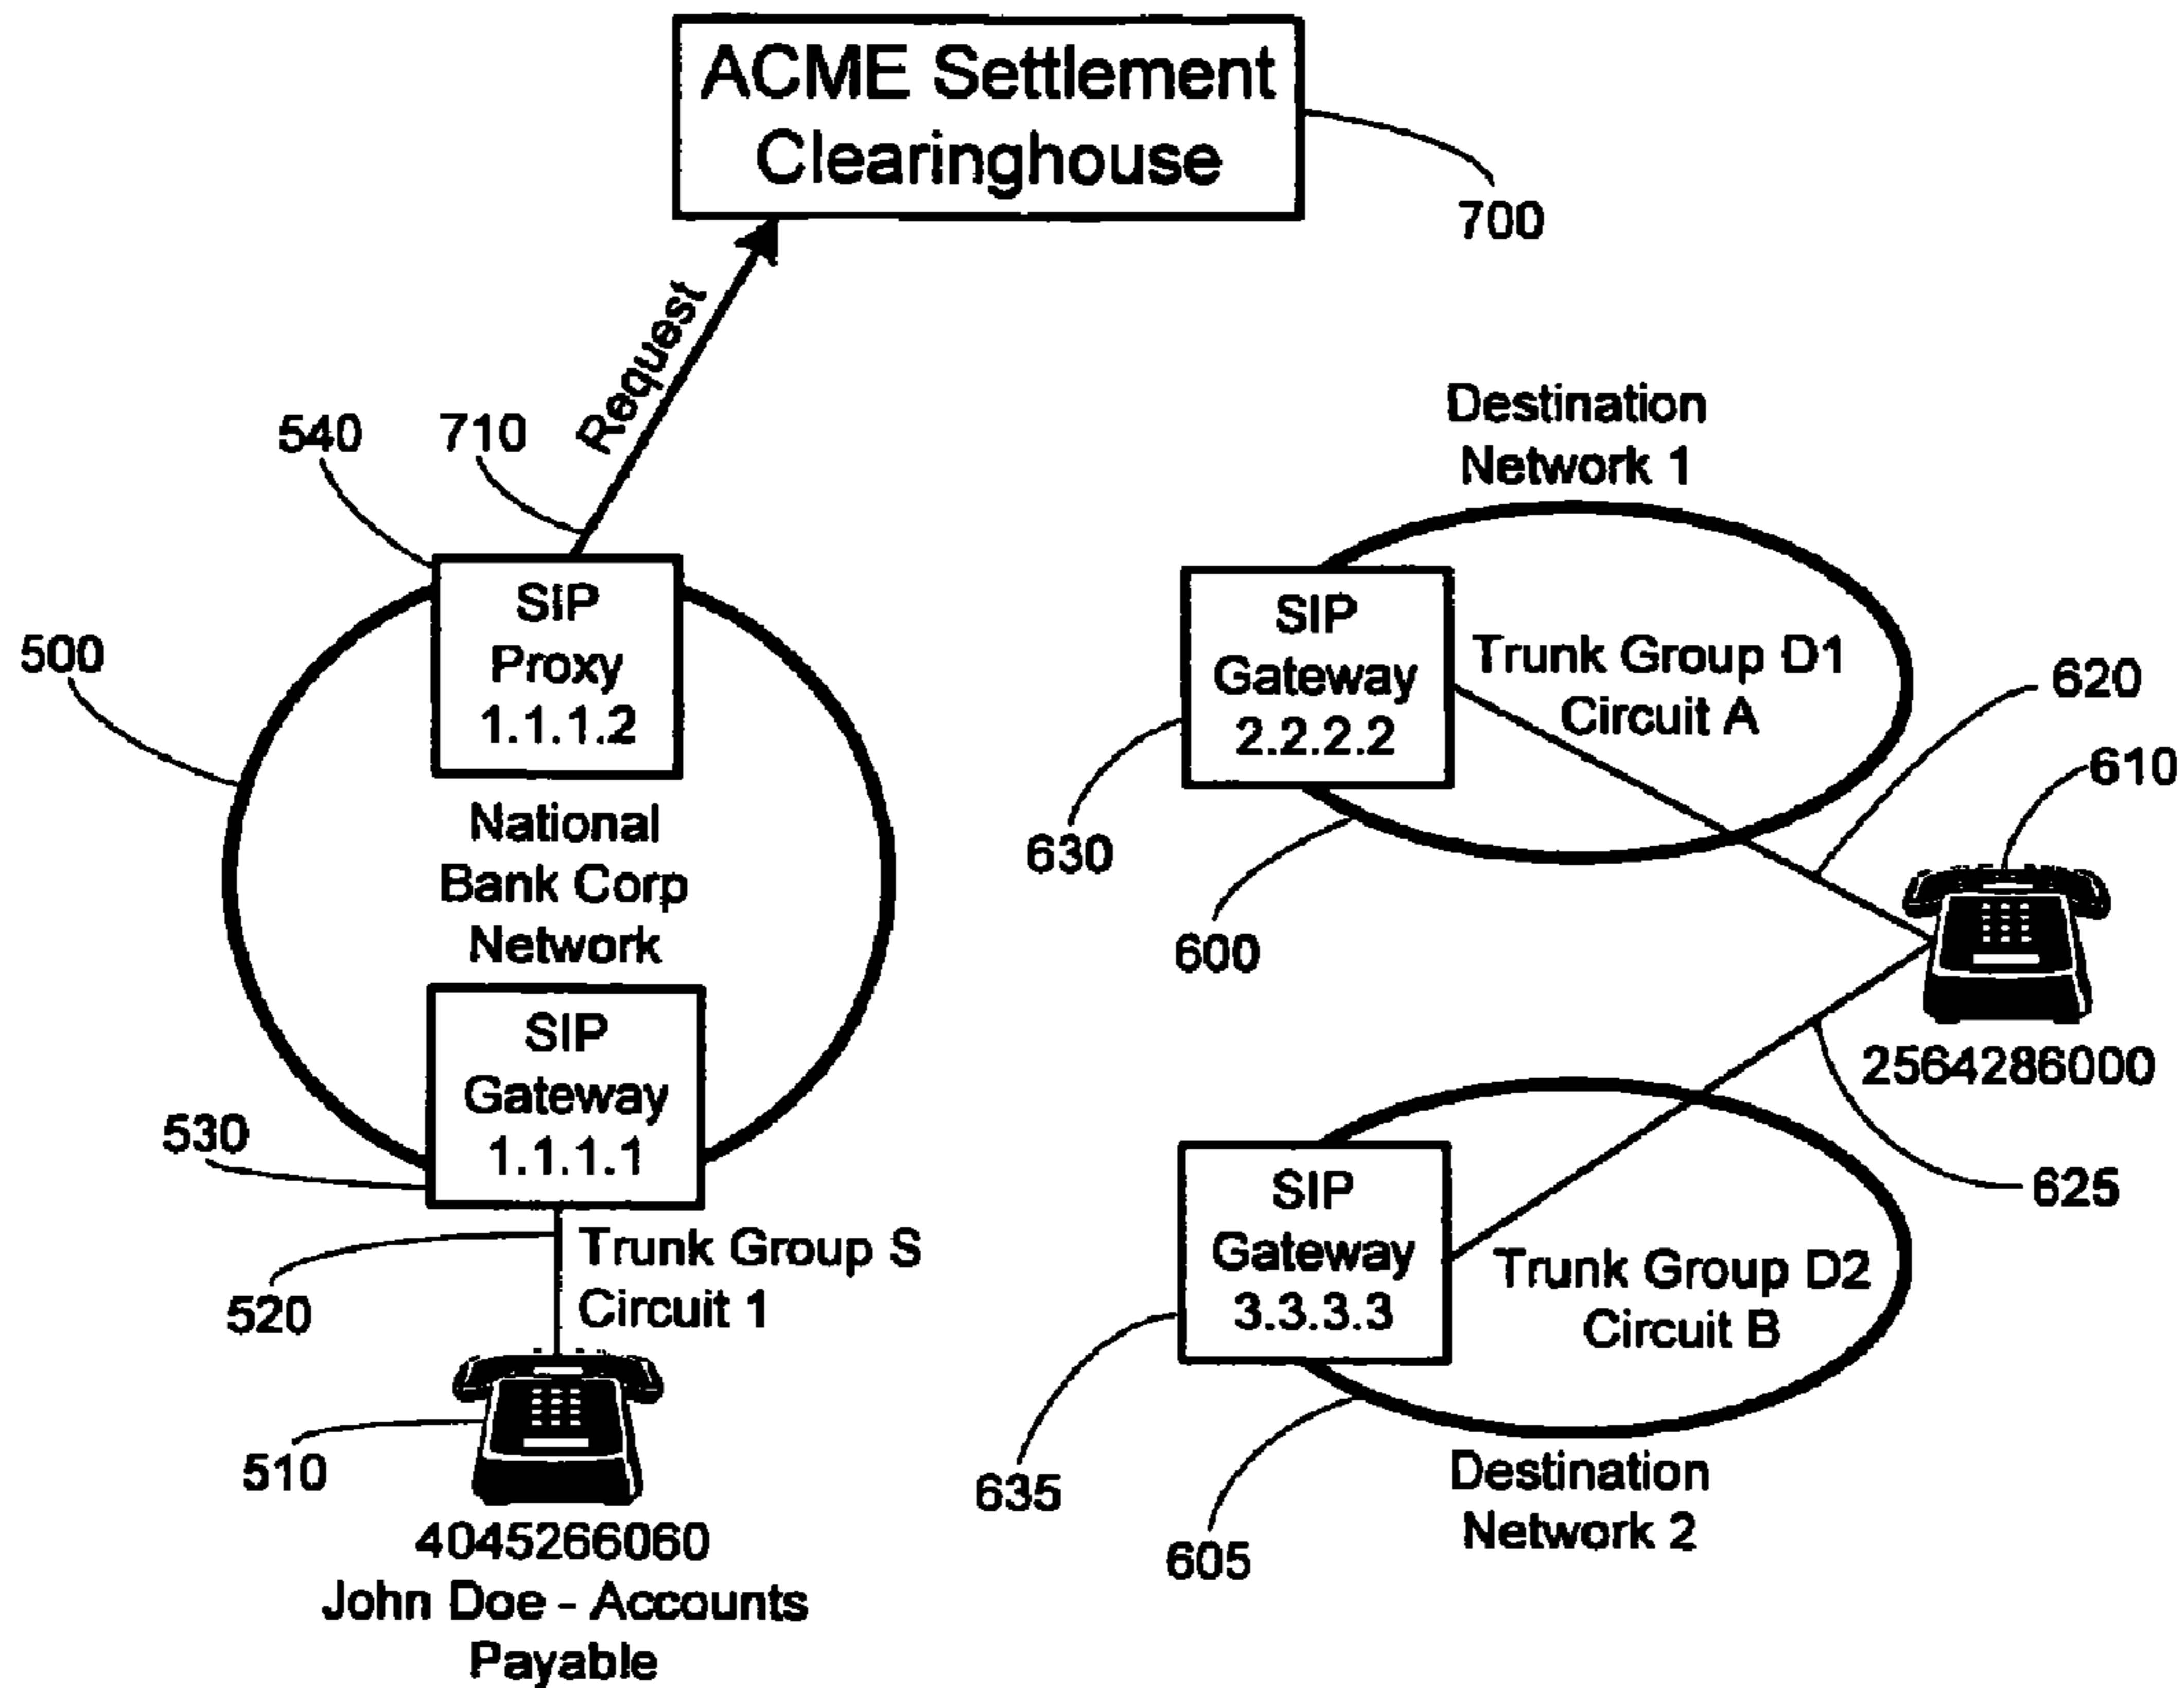 ACME Settlement
Clearinghouse
700
Request
540
710
SIP
Proxy
1.1.1.2
500
National
Bank Corp
Network
SIP
Gateway
1.1.1.1
530
Trunk Group S
Circuit 1
520
510
4045266060
John Doe - Accounts
Payable
Destination
Network 1
SIP
Gateway
2.2.2.2
Trunk Group D1
Circuit A
620
610
630
600
2564286000
625
SIP
Gateway
3.3.3.3
Trunk Group D2
Circuit B
635
605
Destination
Network 2